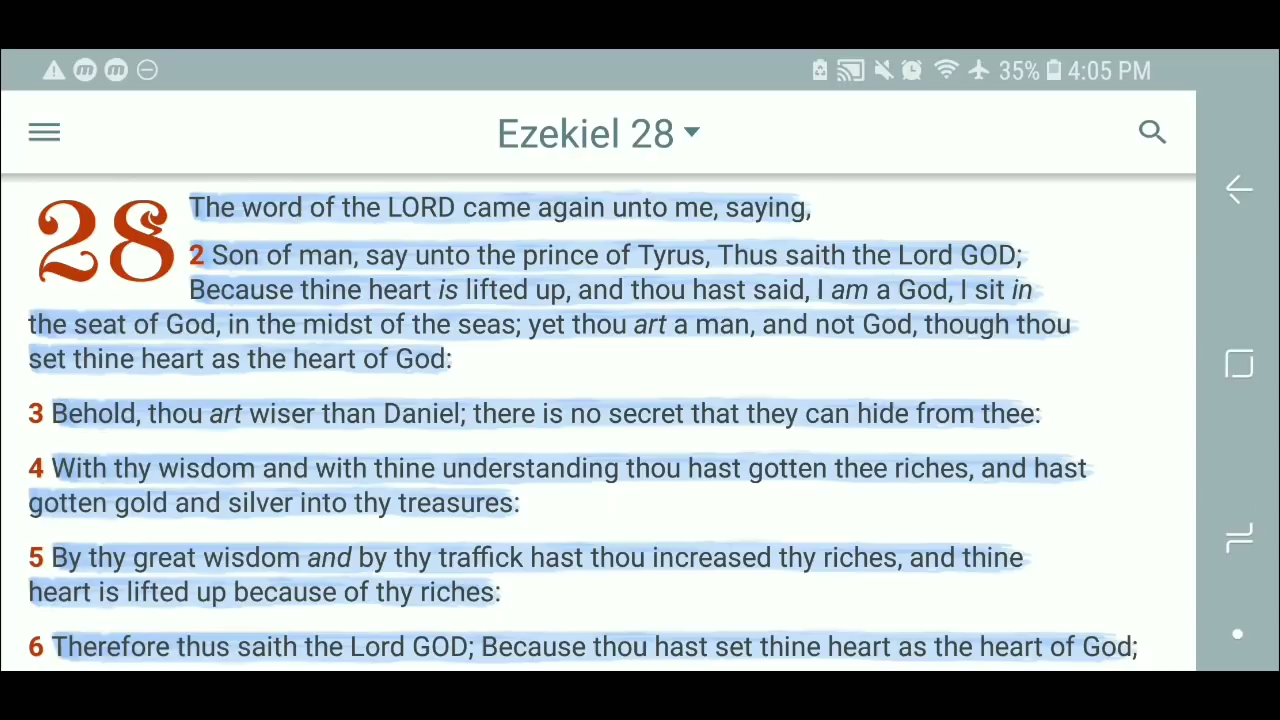 35% 4:05 PM
Ezekiel 28
28 The word of the LORD came again unto me, saying,
2 Son of man, say unto the prince of Tyrus, Thus saith the Lord GOD;
Because thine heart is lifted up, and thou hast said, I am a God, I sit in
the seat of God, in the midst of the seas; yet thou art a man, and not God, though thou
set thine heart as the heart of God:
3 Behold, thou art wiser than Daniel; there is no secret that they can hide from thee:
4 With thy wisdom and with thine understanding thou hast gotten thee riches, and hast
gotten gold and silver into thy treasures:
5 By thy great wisdom and by thy traffick hast thou increased thy riches, and thine
heart is lifted up because of thy riches:
6 Therefore thus saith the Lord GOD; Because thou hast set thine heart as the heart of God;